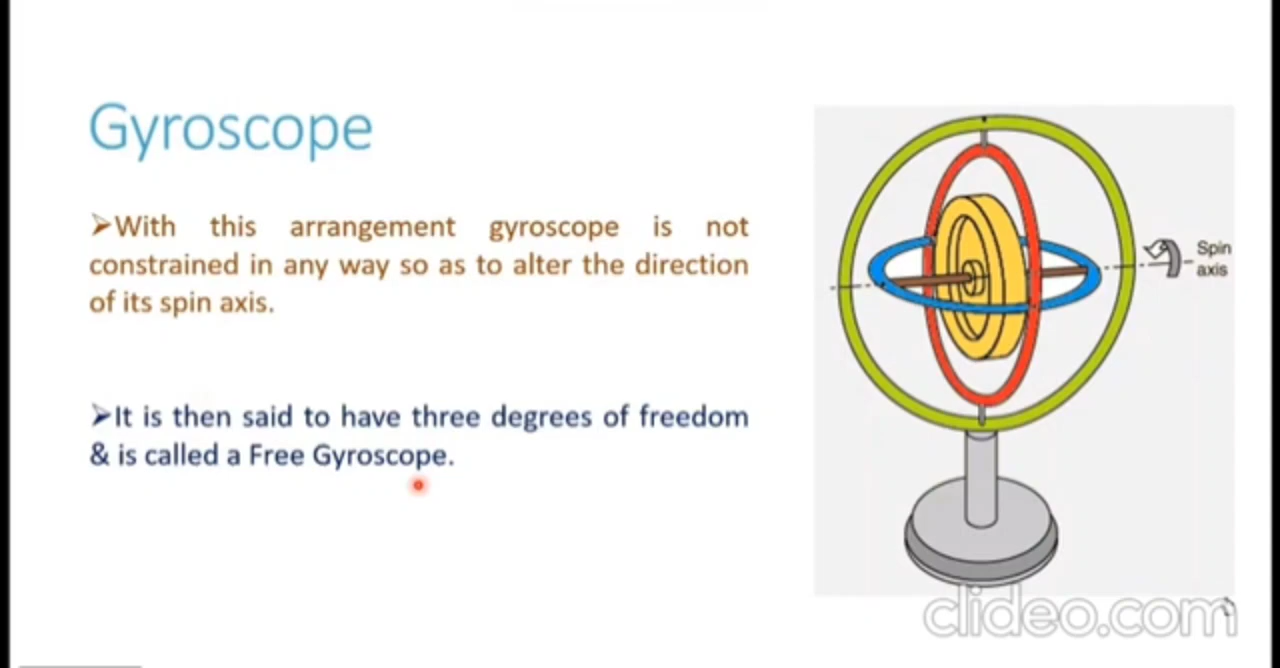 Gyroscope
➢With this arrangement gyroscope is not
constrained in any way so as to alter the direction
of its spin axis.
➢It is then said to have three degrees of freedom
& is called a Free Gyroscope.
Spin
axis
clideo.com